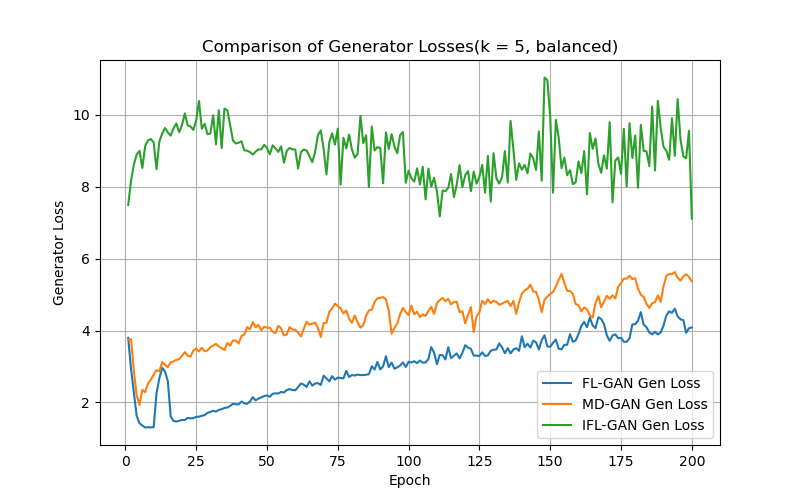 Comparison of Generator Losses(k = 5, balanced)
Generator Loss
10
8
6
4
2
0
25
50
75
100
125
150
175
200
Epoch
FL-GAN Gen Loss
MD-GAN Gen Loss
IFL-GAN Gen Loss